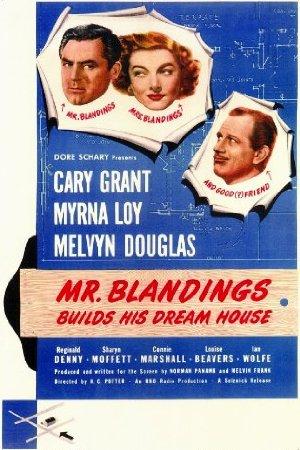 MR. BLANDINGS
MRS. BLANDINGS
AND GOOD(?) FRIEND
DORE SCHARY Presents
CARY GRANT
MYRNA LOY
MELVYN DOUGLAS
MR. BLANDINGS
BUILDS HIS DREAM HOUSE
Reginald Sharyn Connie Louise Ian
DENNY · MOFFETT · MARSHALL · BEAVERS · WOLFE
Produced and written for the Screen by NORMAN PANAMA and MELVIN FRANK
Directed by H. C. POTTER · An RKO Radio Production · A Selznick Release